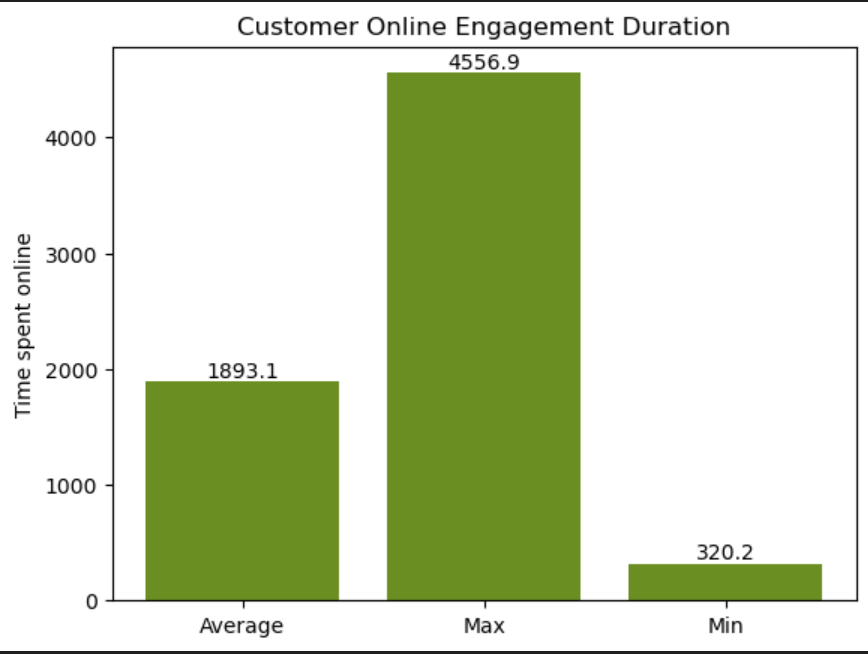 Customer Online Engagement Duration
4556.9
4000
3000
Time spent online
2000
1893.1
1000
320.2
0
Average Max Min